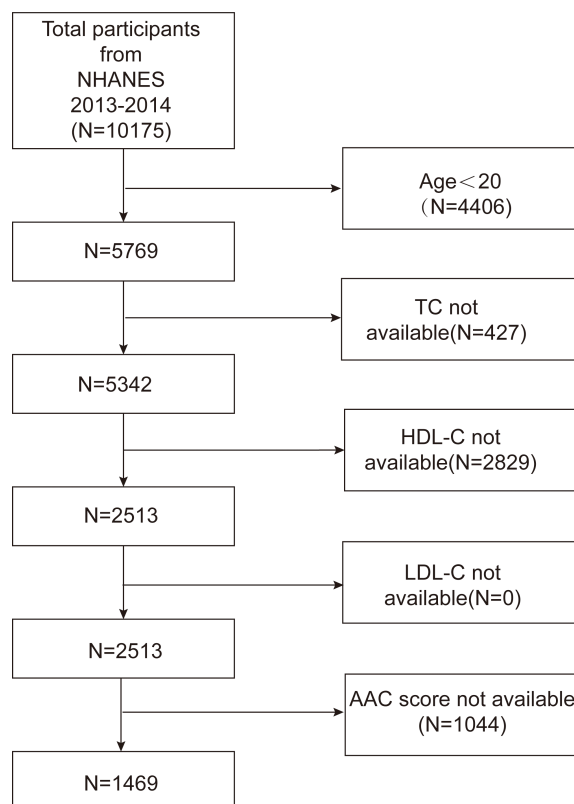 Total participants
from
NHANES
2013-2014
(N=10175)
Age＜20
（N=4406)
N=5769
TC not
available(N=427)
N=5342
HDL-C not
available(N=2829)
N=2513
LDL-C not
available(N=0)
N=2513
AAC score not available
(N=1044)
N=1469